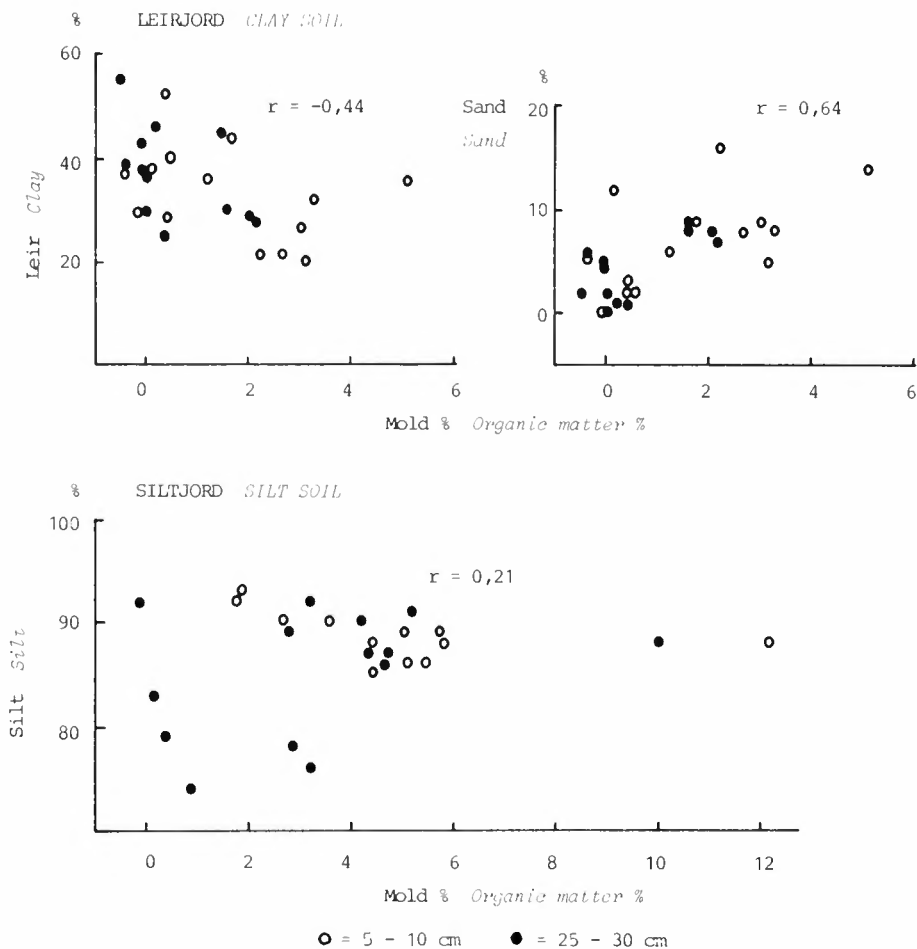 % LEIRJORD CLAY SOIL
60
40
20
Leir Clay
r = -0,44
0 2 4 6
%
Sand
Sand
20
10
0
r = 0,64
0 2 4 6
Mold % Organic matter %
% SILTJORD SILT SOIL
100
90
80
Silt Silt
r = 0,21
0 2 4 6 8 10 12
Mold % Organic matter %
= 5 - 10 cm = 25 - 30 cm